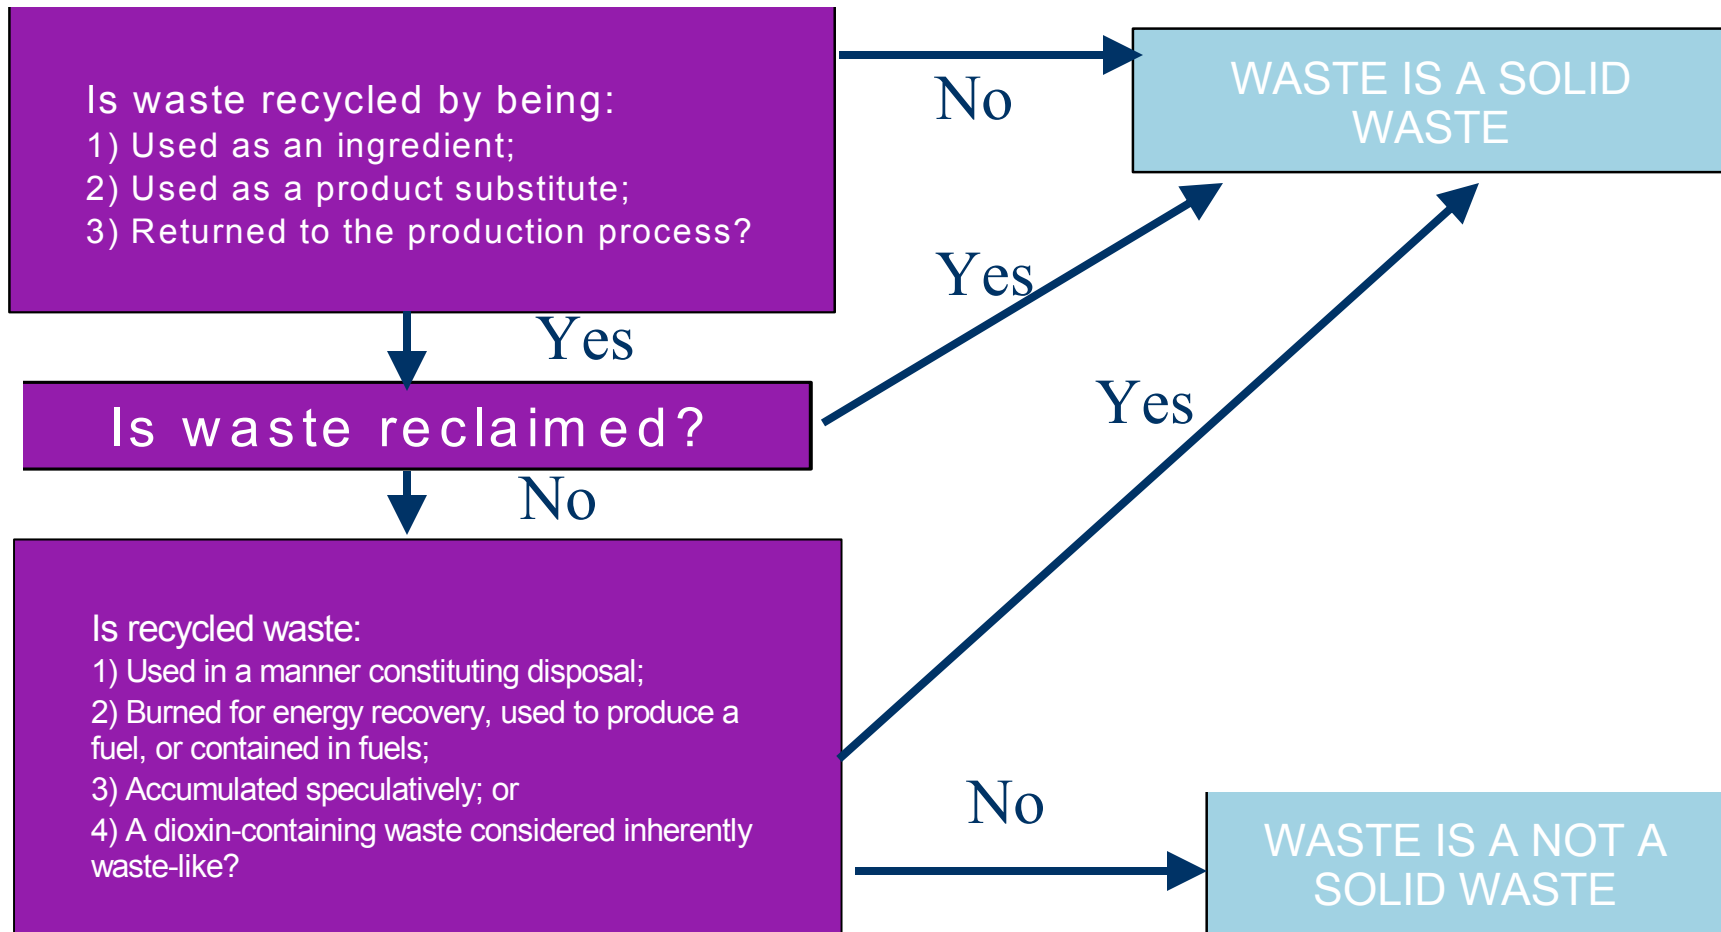 Is waste recycled by being:
1) Used as an ingredient;
2) Used as a product substitute;
3) Returned to the production process?
No
WASTE IS A SOLID
WASTE
Yes
Yes
Is waste reclaimed?
Yes
No
Is recycled waste:
1) Used in a manner constituting disposal;
2) Burned for energy recovery, used to produce a
fuel, or contained in fuels;
3) Accumulated speculatively; or
4) A dioxin-containing waste considered inherently
waste-like?
No
WASTE IS A NOT A
SOLID WASTE